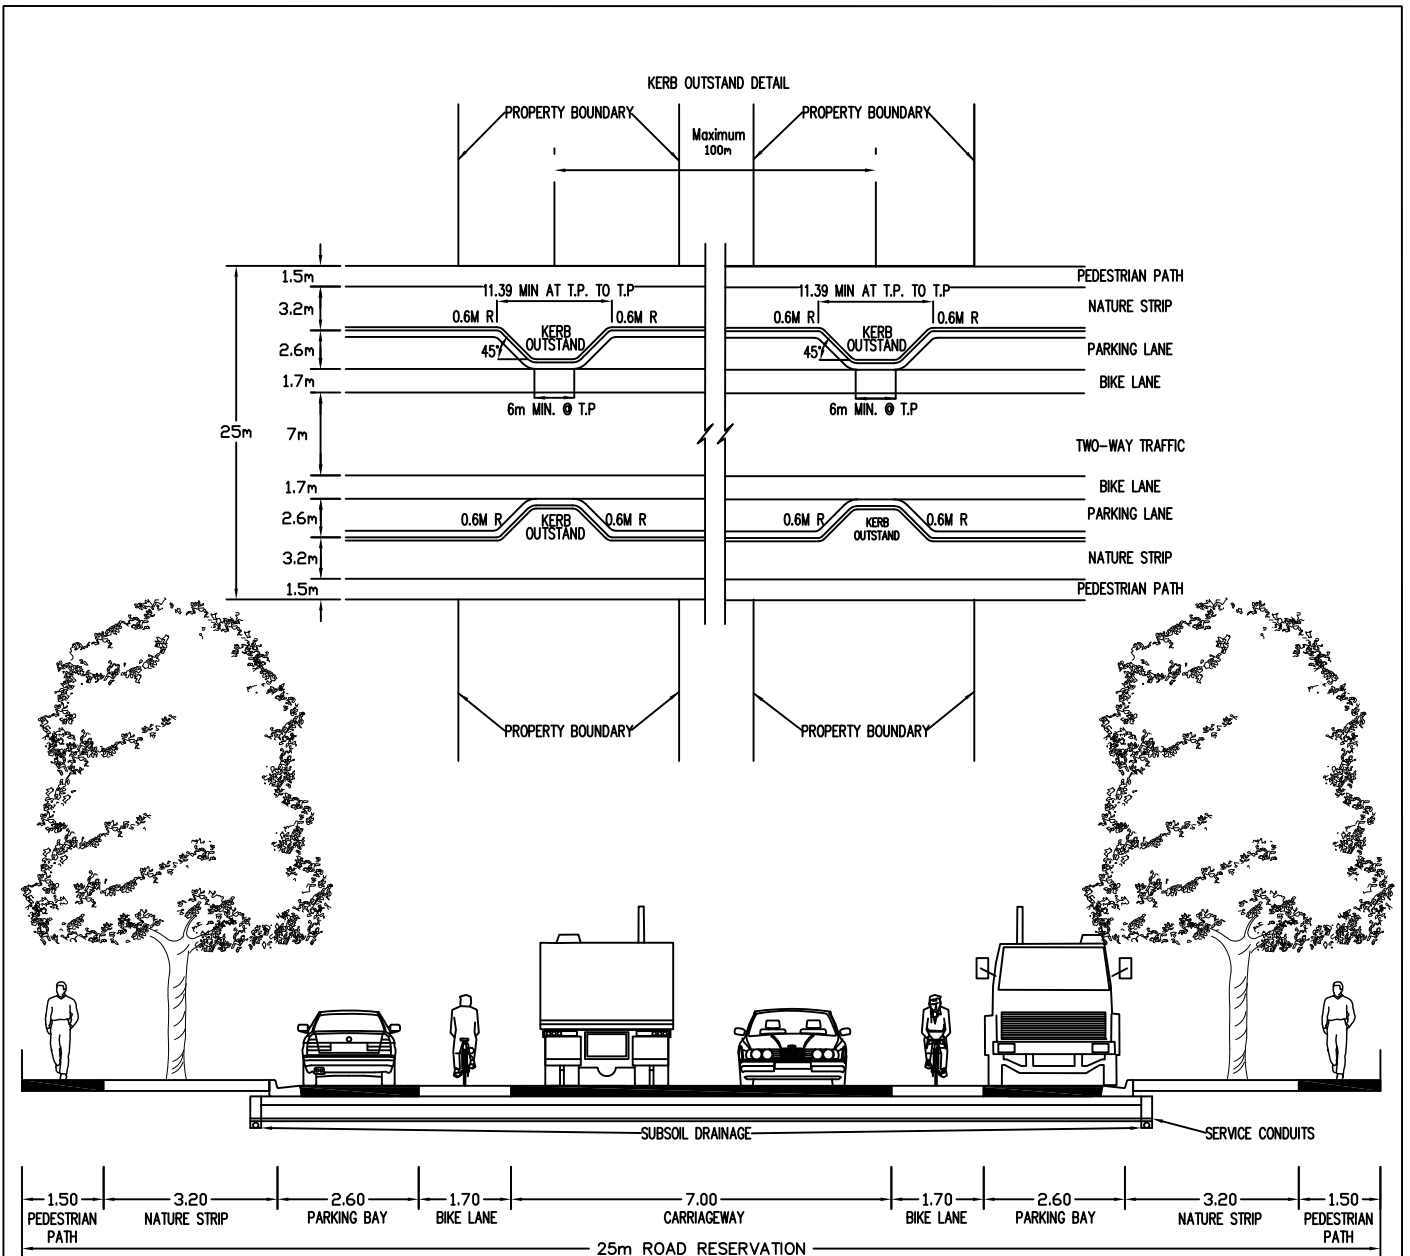 KERB OUTSTAND DETAIL
PROPERTY BOUNDARY
PROPERTY BOUNDARY
Maximum
100m
1.5m
PEDESTRIAN PATH
11.39 MIN AT T.P. TO T.P
11.39 MIN AT T.P. TO T.P
3.2m
NATURE STRIP
0.6M R
KERB
OUTSTAND
0.6M R
0.6M R
KERB
OUTSTAND
0.6M R
2.6m
45°
45°
PARKING LANE
1.7m
BIKE LANE
6m MIN. @ T.P
6m MIN. @ T.P
25m
7m
TWO-WAY TRAFFIC
1.7m
BIKE LANE
2.6m
0.6M R
KERB
OUTSTAND
0.6M R
0.6M R
KERB
OUTSTAND
0.6M R
PARKING LANE
3.2m
NATURE STRIP
1.5m
PEDESTRIAN PATH
PROPERTY BOUNDARY
PROPERTY BOUNDARY
SUBSOIL DRAINAGE
SERVICE CONDUITS
1.50
PEDESTRIAN
PATH
3.20
NATURE STRIP
2.60
PARKING BAY
1.70
BIKE LANE
7.00
CARRIAGEWAY
1.70
BIKE LANE
2.60
PARKING BAY
3.20
NATURE STRIP
1.50
PEDESTRIAN
PATH
25m ROAD RESERVATION